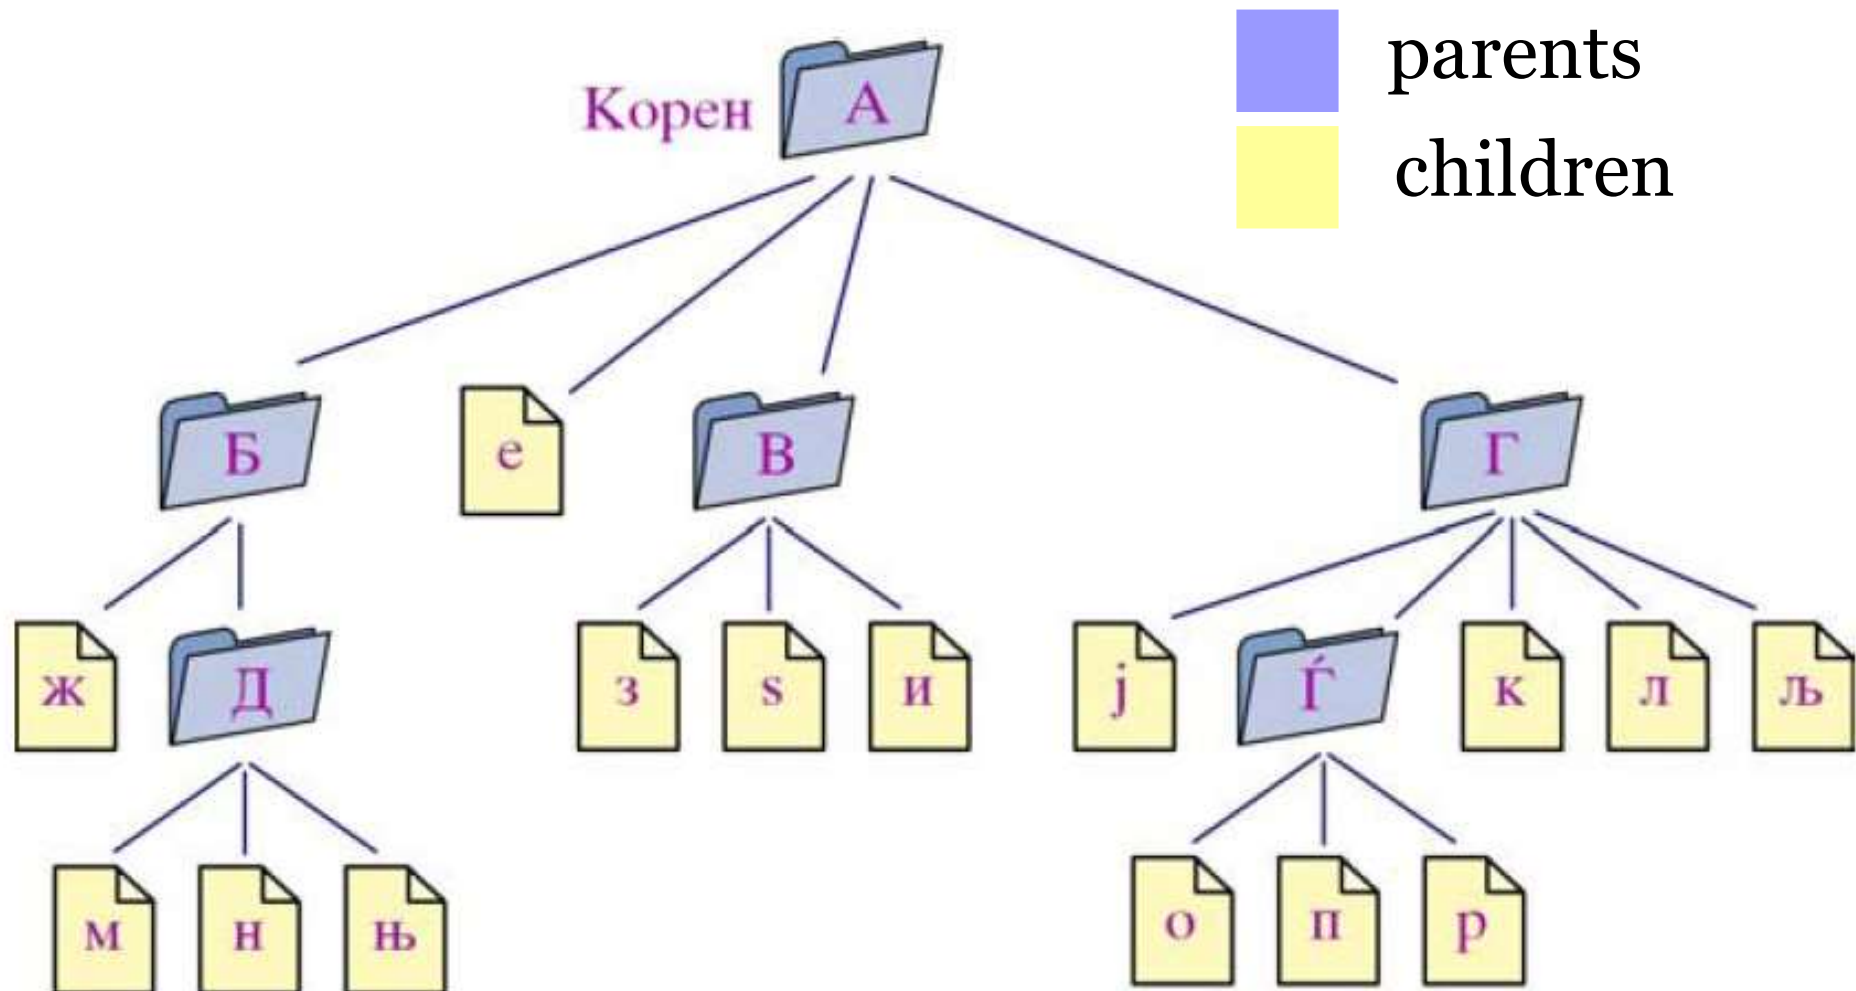 parents
children
Корен
А
Б
е
В
Г
ж
Д
з
ѕ
и
ј
Ѓ
к
л
љ
м
н
њ
о
п
р